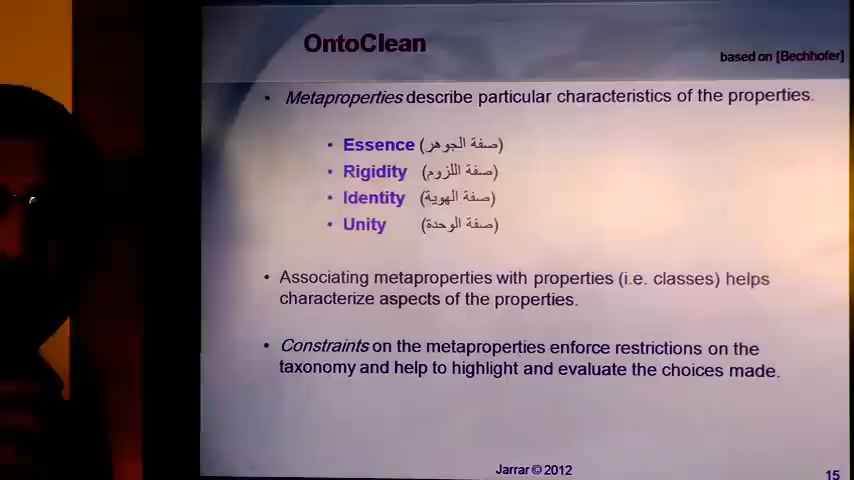 OntoClean
based on [Bechhofer]
• Metaproperties describe particular characteristics of the properties.
• Essence (صفة الجوهر)
• Rigidity (صفة اللزوم)
• Identity (صفة الهوية)
• Unity (صفة الوحدة)
• Associating metaproperties with properties (i.e. classes) helps
characterize aspects of the properties.
• Constraints on the metaproperties enforce restrictions on the
taxonomy and help to highlight and evaluate the choices made.
Jarrar © 2012
15